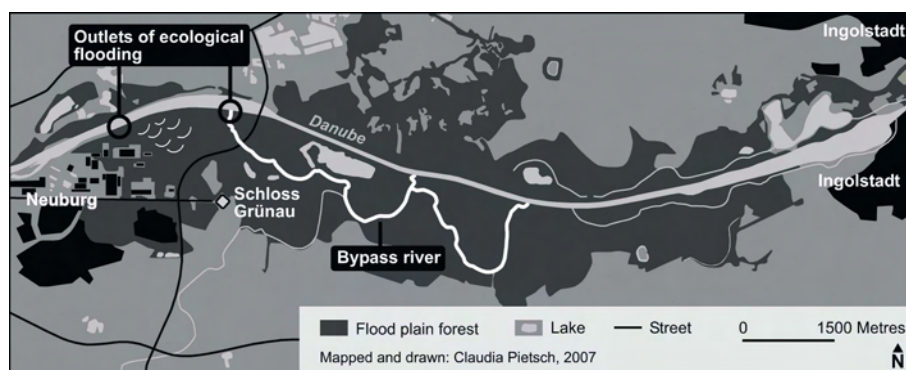 Outlets of ecological
flooding
Ingolstadt
Danube
Neuburg
Schloss
Grünau
Ingolstadt
Bypass river
Flood plain forest
Lake
Street
0
1500 Metres
Mapped and drawn: Claudia Pietsch, 2007
N